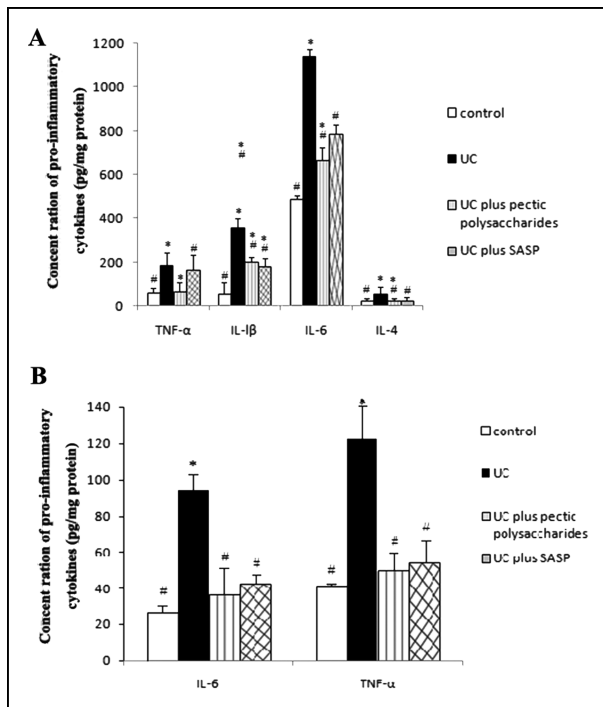 A
Concent ration of pro-inflammatory
cytokines (pg/mg protein)
1200
1000
800
600
400
200
0
*
#
*
#
*
#
#
*
*
#
*
#
*
#
*
*
#
#
#
*
*
#
#
TNF-α
IL-lβ
IL-6
IL-4
control
UC
UC plus pectic
polysaccharides
UC plus SASP
B
Concent ration of pro-inflammatory
cytokines (pg/mg protein)
140
120
100
80
60
40
20
0
#
*
#
#
#
*
#
#
IL-6
TNF-α
control
UC
UC plus pectic
polysaccharides
UC plus SASP